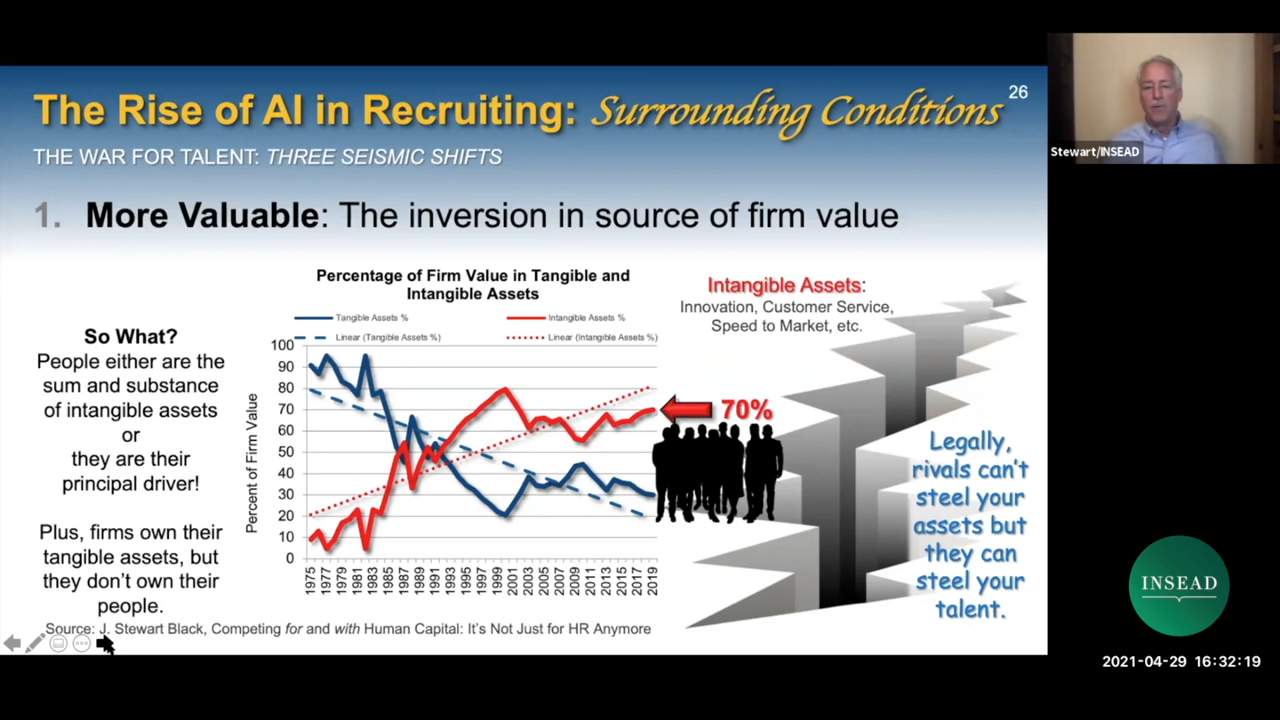 The Rise of AI in Recruiting: Surrounding Conditions
26
THE WAR FOR TALENT: THREE SEISMIC SHIFTS
Stewart/INSEAD
1. More Valuable: The inversion in source of firm value
So What?
People either are the
sum and substance
of intangible assets
or
they are their
principal driver!
Plus, firms own their
tangible assets, but
they don't own their
people.
Percentage of Firm Value in Tangible and
Intangible Assets
Tangible Assets %
Intangible Assets %
Linear (Tangible Assets %)
Linear (Intangible Assets %)
Percent of Firm Value
100
90
80
70
60
50
40
30
20
10
0
1975
1977
1979
1981
1983
1985
1987
1989
1991
1993
1995
1997
1999
2001
2003
2005
2007
2009
2011
2013
2015
2017
2019
70%
Intangible Assets:
Innovation, Customer Service,
Speed to Market, etc.
Legally,
rivals can't
steel your
assets but
they can
steel your
talent.
Source: J. Stewart Black, Competing for and with Human Capital: It's Not Just for HR Anymore
INSEAD
2021-04-29 16:32:19